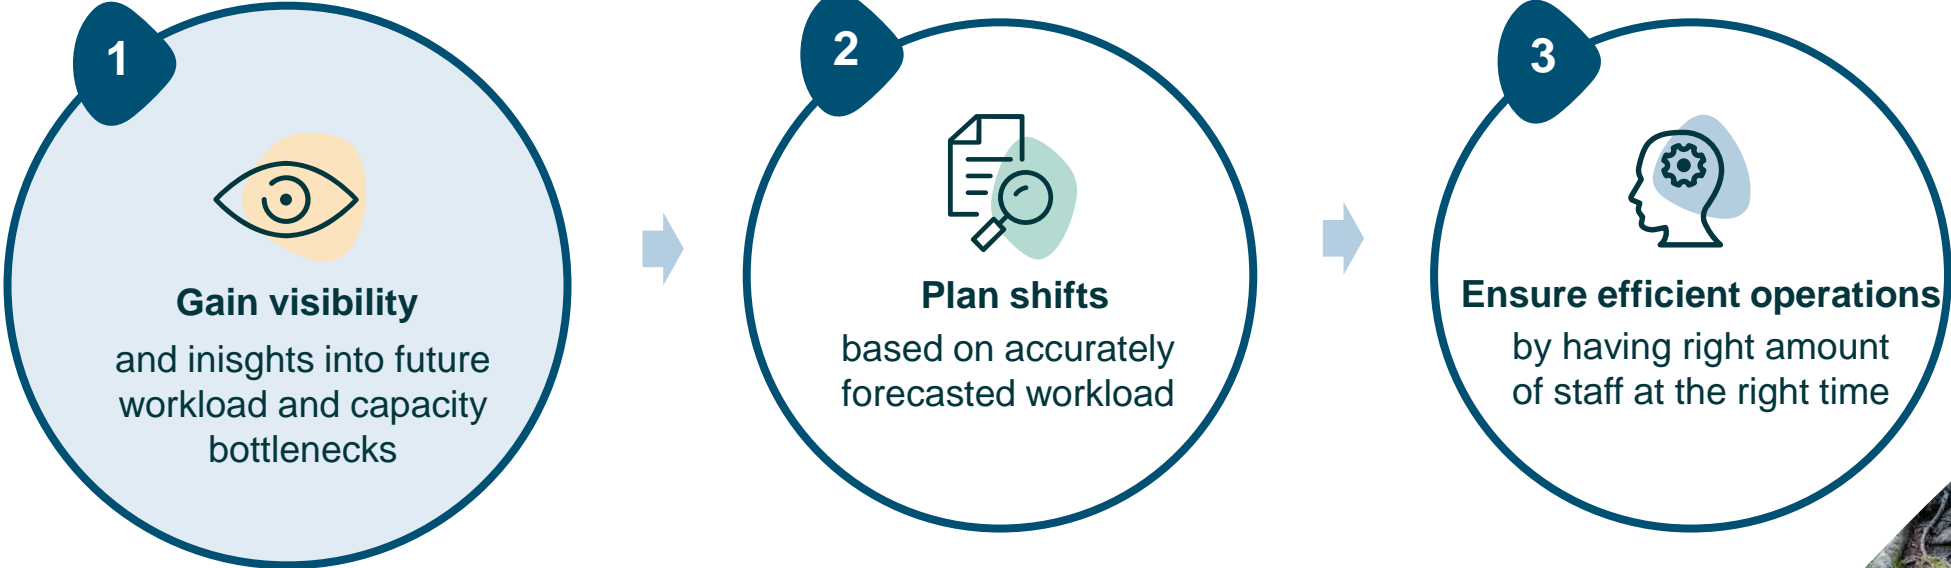 1
Gain visibility
and inisghts into future
workload and capacity
bottlenecks
2
Plan shifts
based on accurately
forecasted workload
3
Ensure efficient operations
by having right amount
of staff at the right time